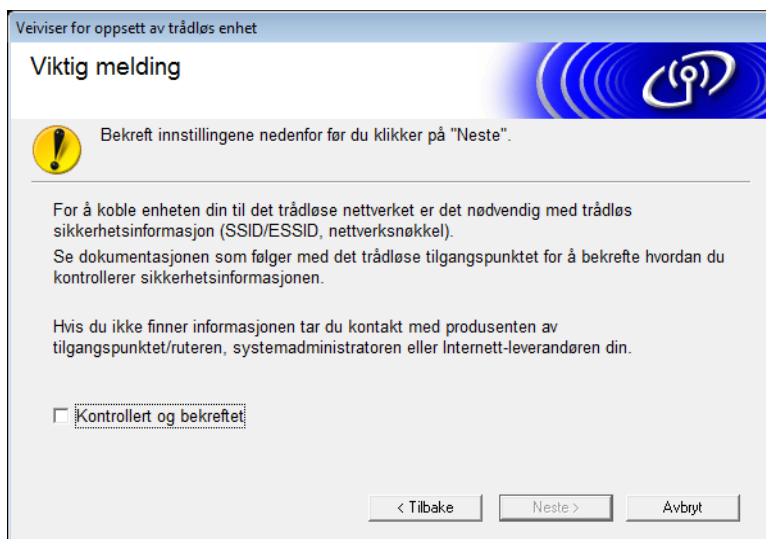 Veiviser for oppsett av trådløs enhet
Viktig melding
Bekreft innstillingene nedenfor før du klikker på "Neste".
For å koble enheten din til det trådløse nettverket er det nødvendig med trådløs
sikkerhetsinformasjon (SSID/ESSID, nettverksnøkkel).
Se dokumentasjonen som følger med det trådløse tilgangspunktet for å bekrefte hvordan du
kontrollerer sikkerhetsinformasjonen.
Hvis du ikke finner informasjonen tar du kontakt med produsenten av
tilgangspunktet/ruteren, systemadministratoren eller Internett-leverandøren din.
Kontrollert og bekreftet
< Tilbake
Neste >
Avbryt